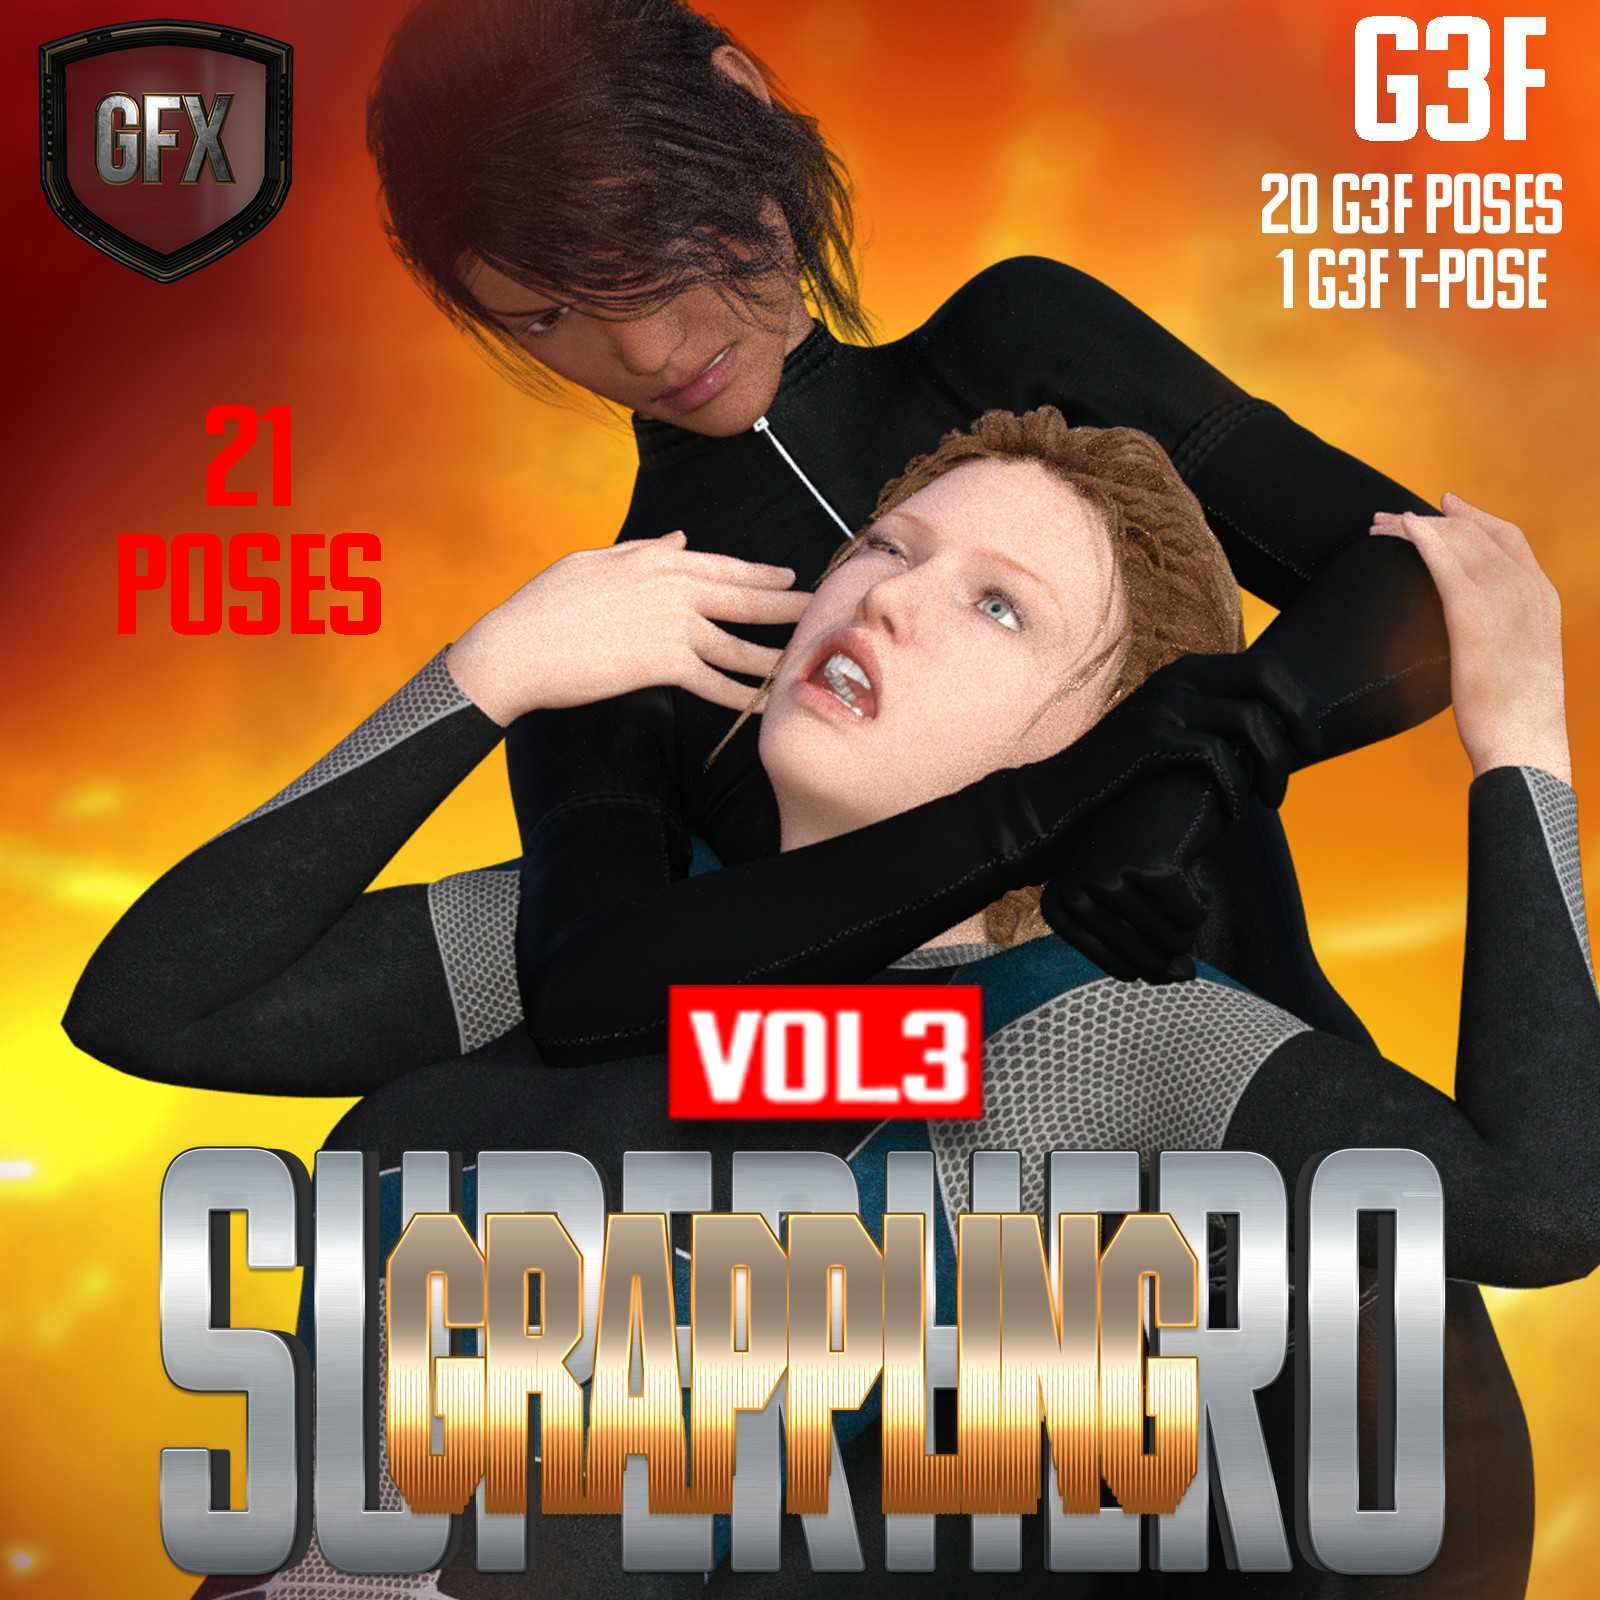 GFX
G3F
20 G3F POSES
1 G3F T-POSE
21
POSES
VOL3
SUPERHERO
GRAPPLING